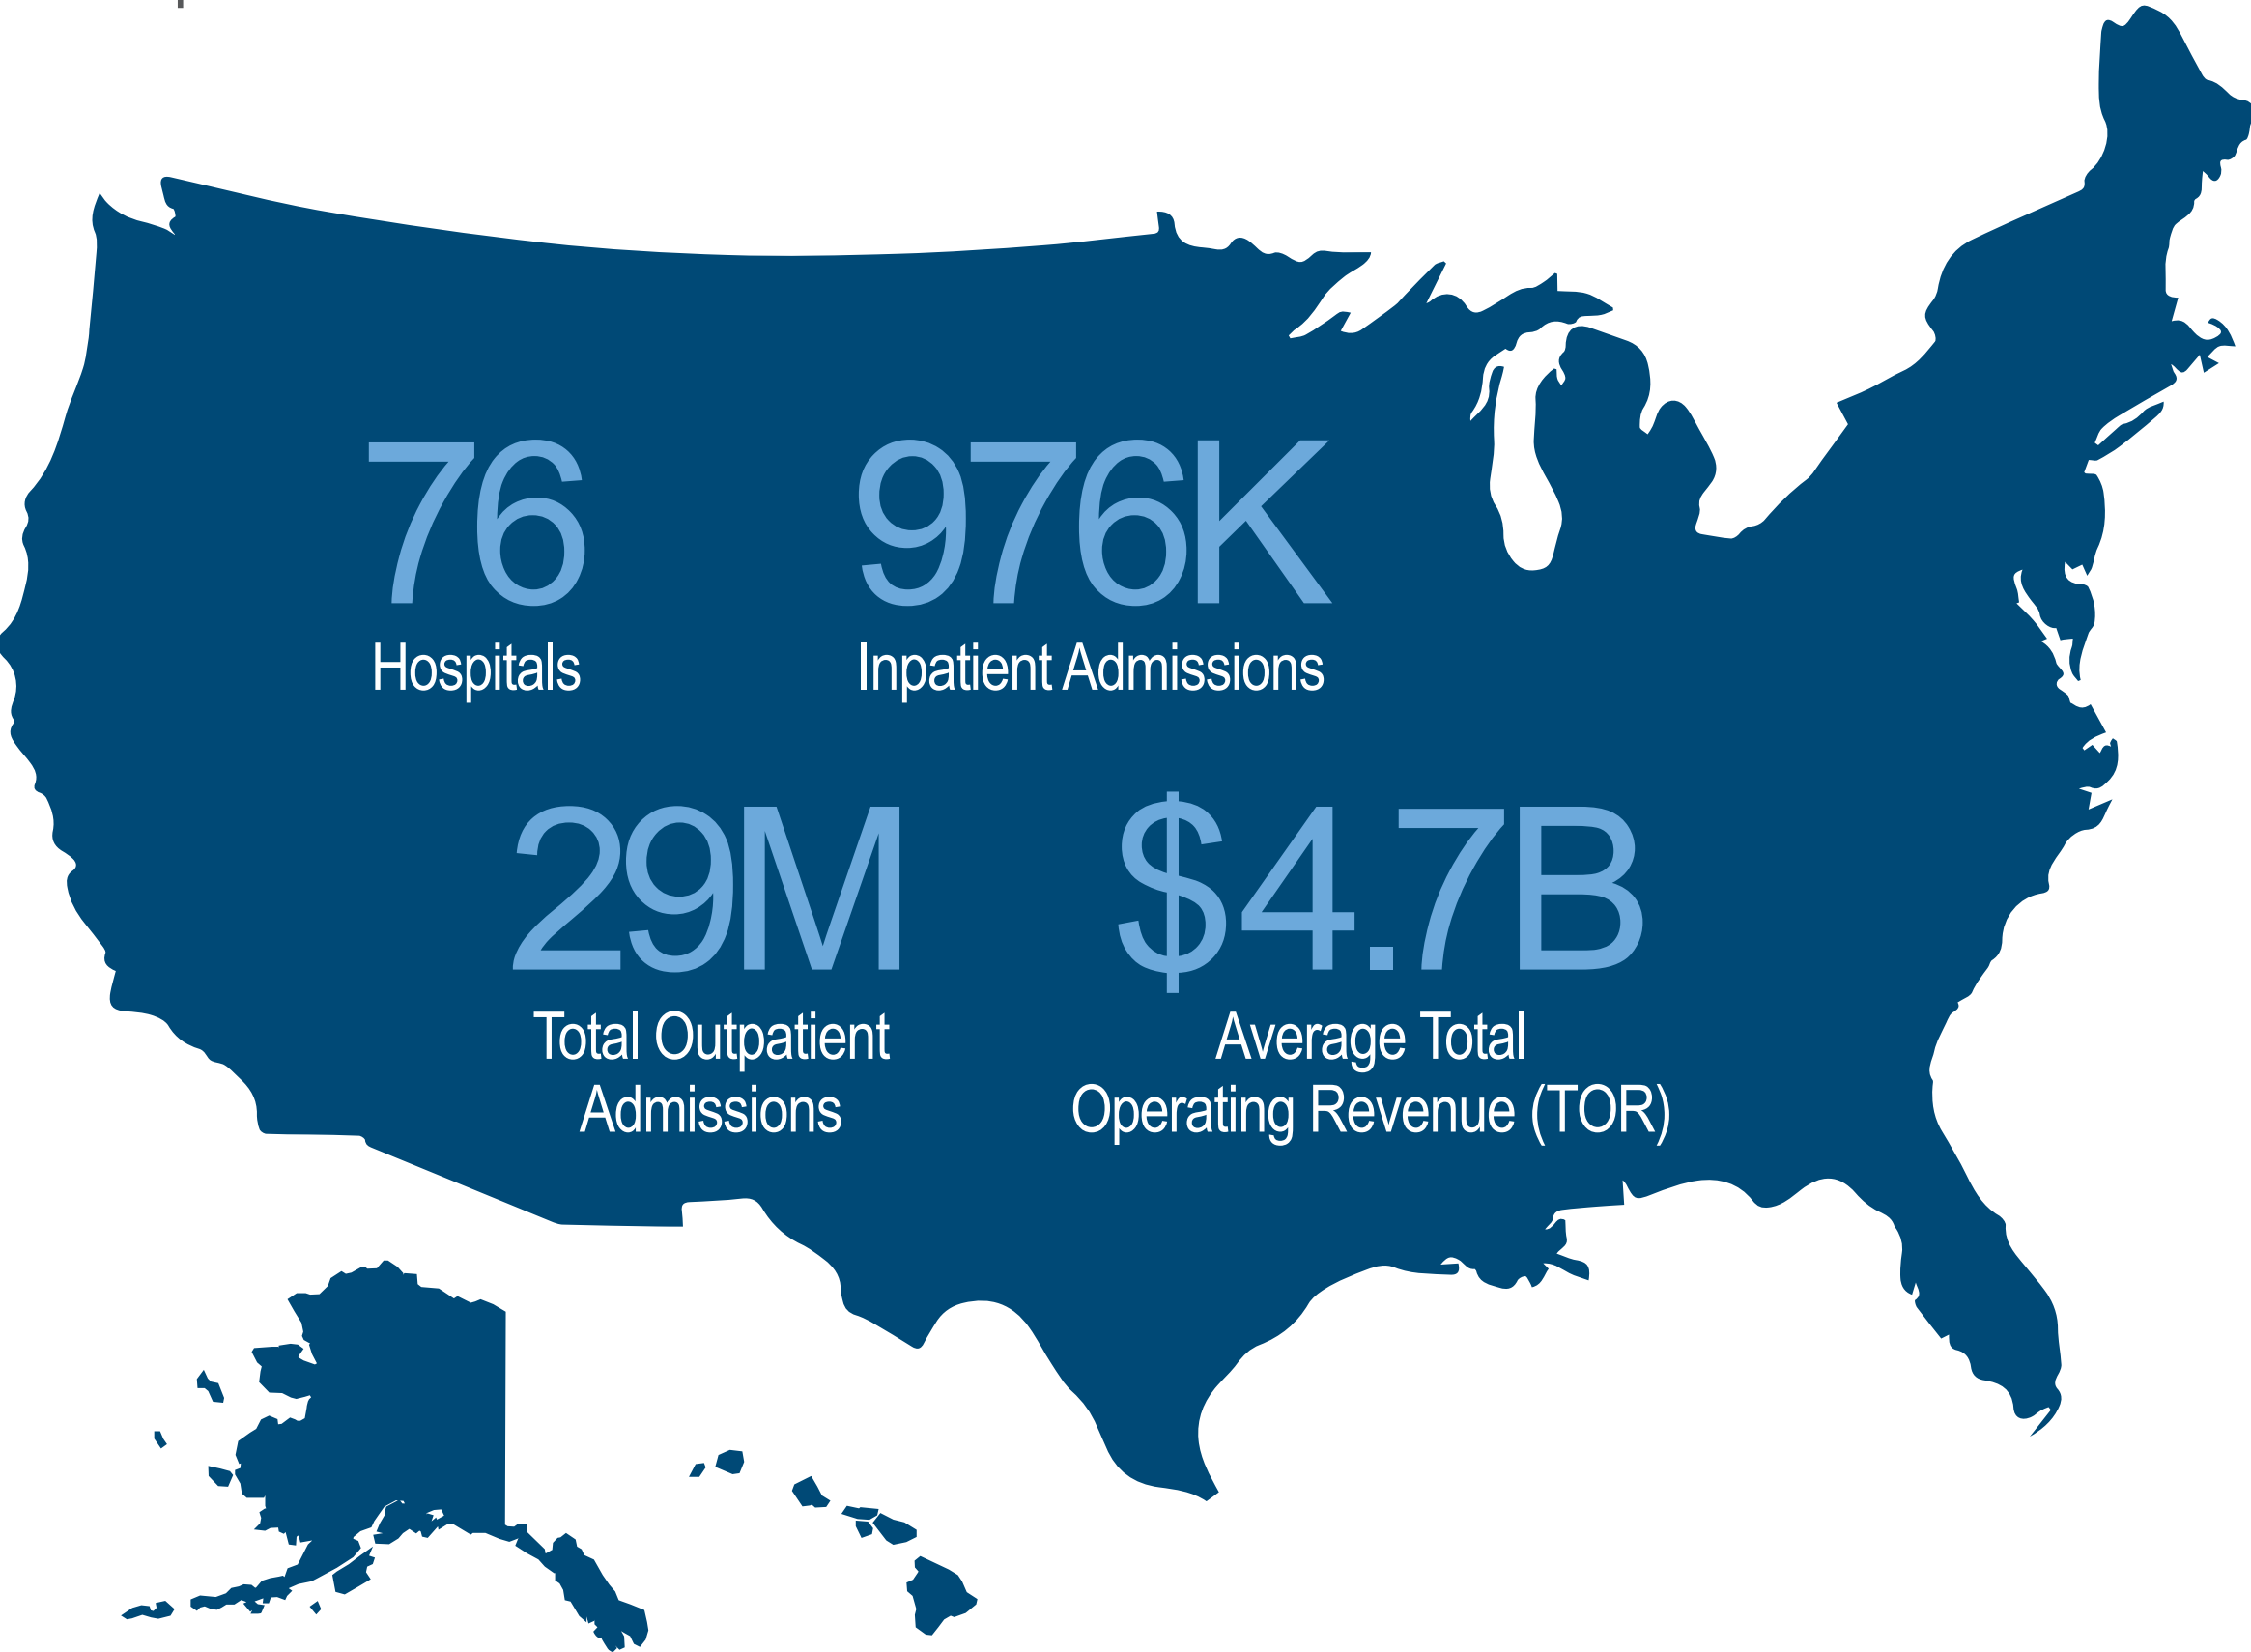 76
Hospitals
976K
Inpatient Admissions
29M
Total Outpatient
Admissions
$4.7B
Average Total
Operating Revenue (TOR)